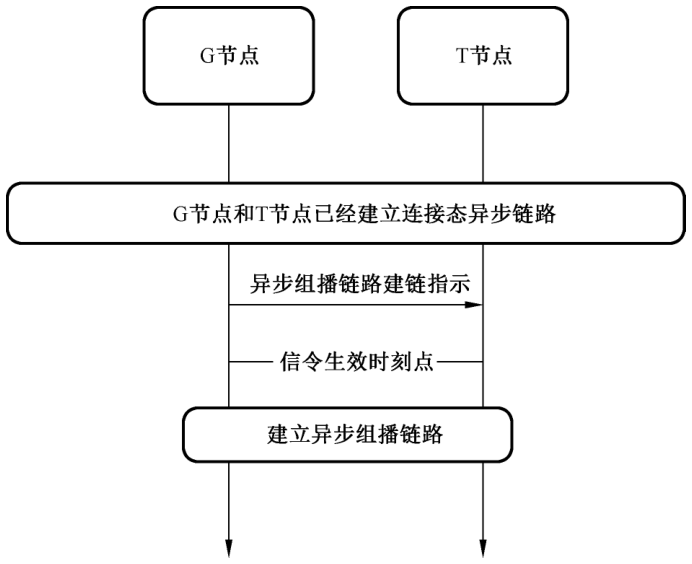 G节点
T节点
G节点和T节点已经建立连接态异步链路
异步组播链路建链指示
信令生效时刻点
建立异步组播链路